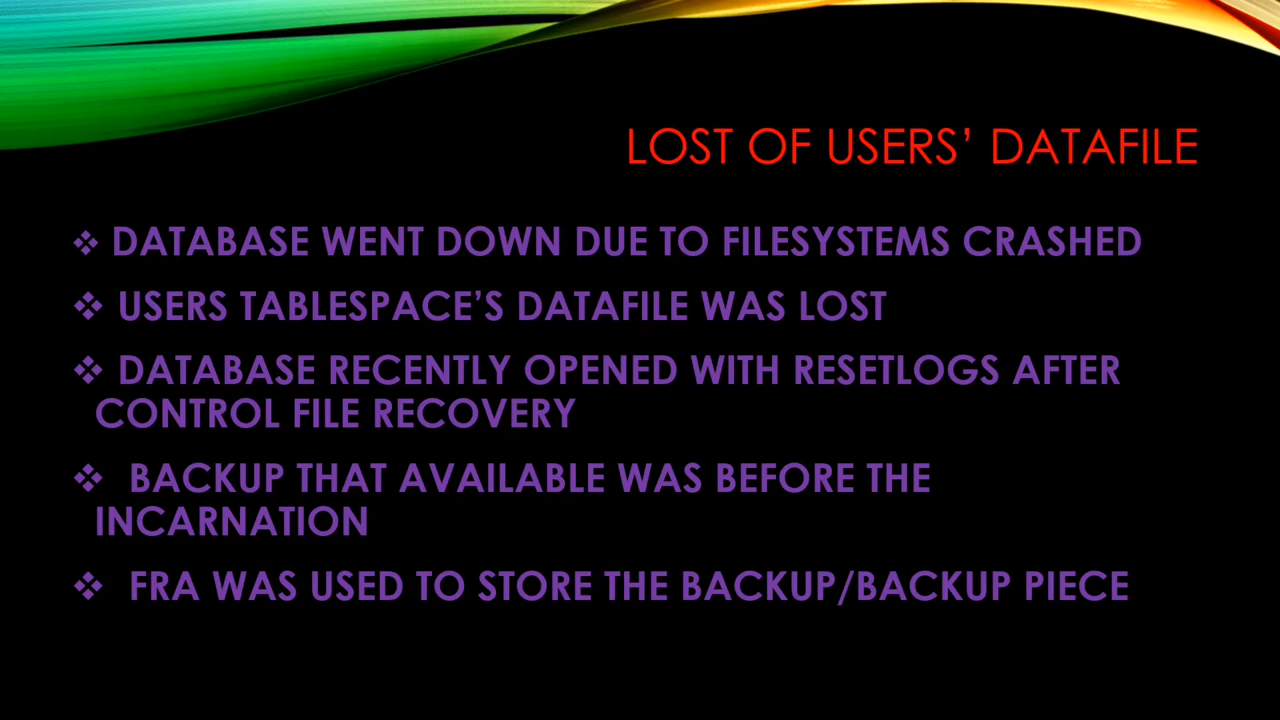 LOST OF USERS’ DATAFILE
❖ DATABASE WENT DOWN DUE TO FILESYSTEMS CRASHED
❖ USERS TABLESPACE’S DATAFILE WAS LOST
❖ DATABASE RECENTLY OPENED WITH RESETLOGS AFTER
CONTROL FILE RECOVERY
❖ BACKUP THAT AVAILABLE WAS BEFORE THE
INCARNATION
❖ FRA WAS USED TO STORE THE BACKUP/BACKUP PIECE